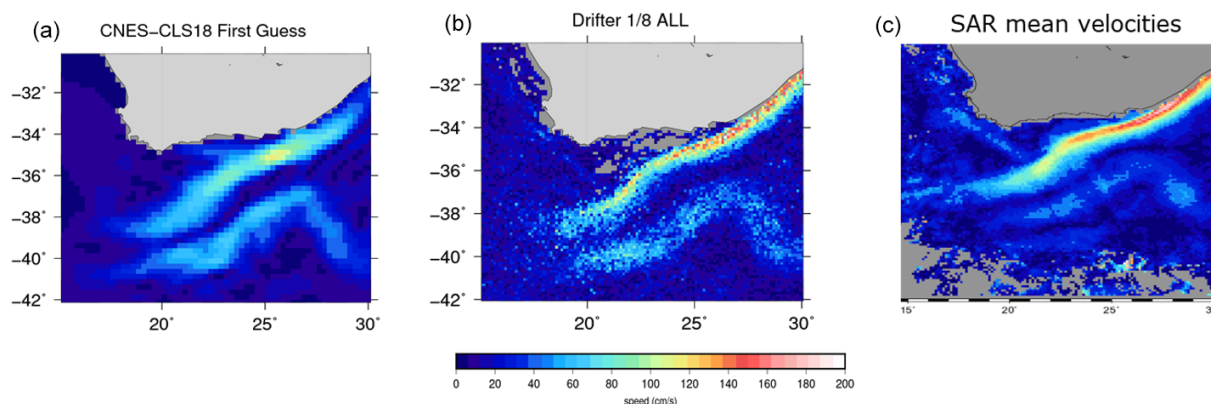 (a)
CNES-CLS18 First Guess
-32
-34
-36
-38
-40
-42
20°
25°
30°
(b)
Drifter 1/8 ALL
-32
-34
-36
-38
-40
-42
20°
25°
30°
(c)
SAR mean velocities
15°
20°
25°
0 20 40 60 80 100 120 140 160 180 200
speed (cm/s)